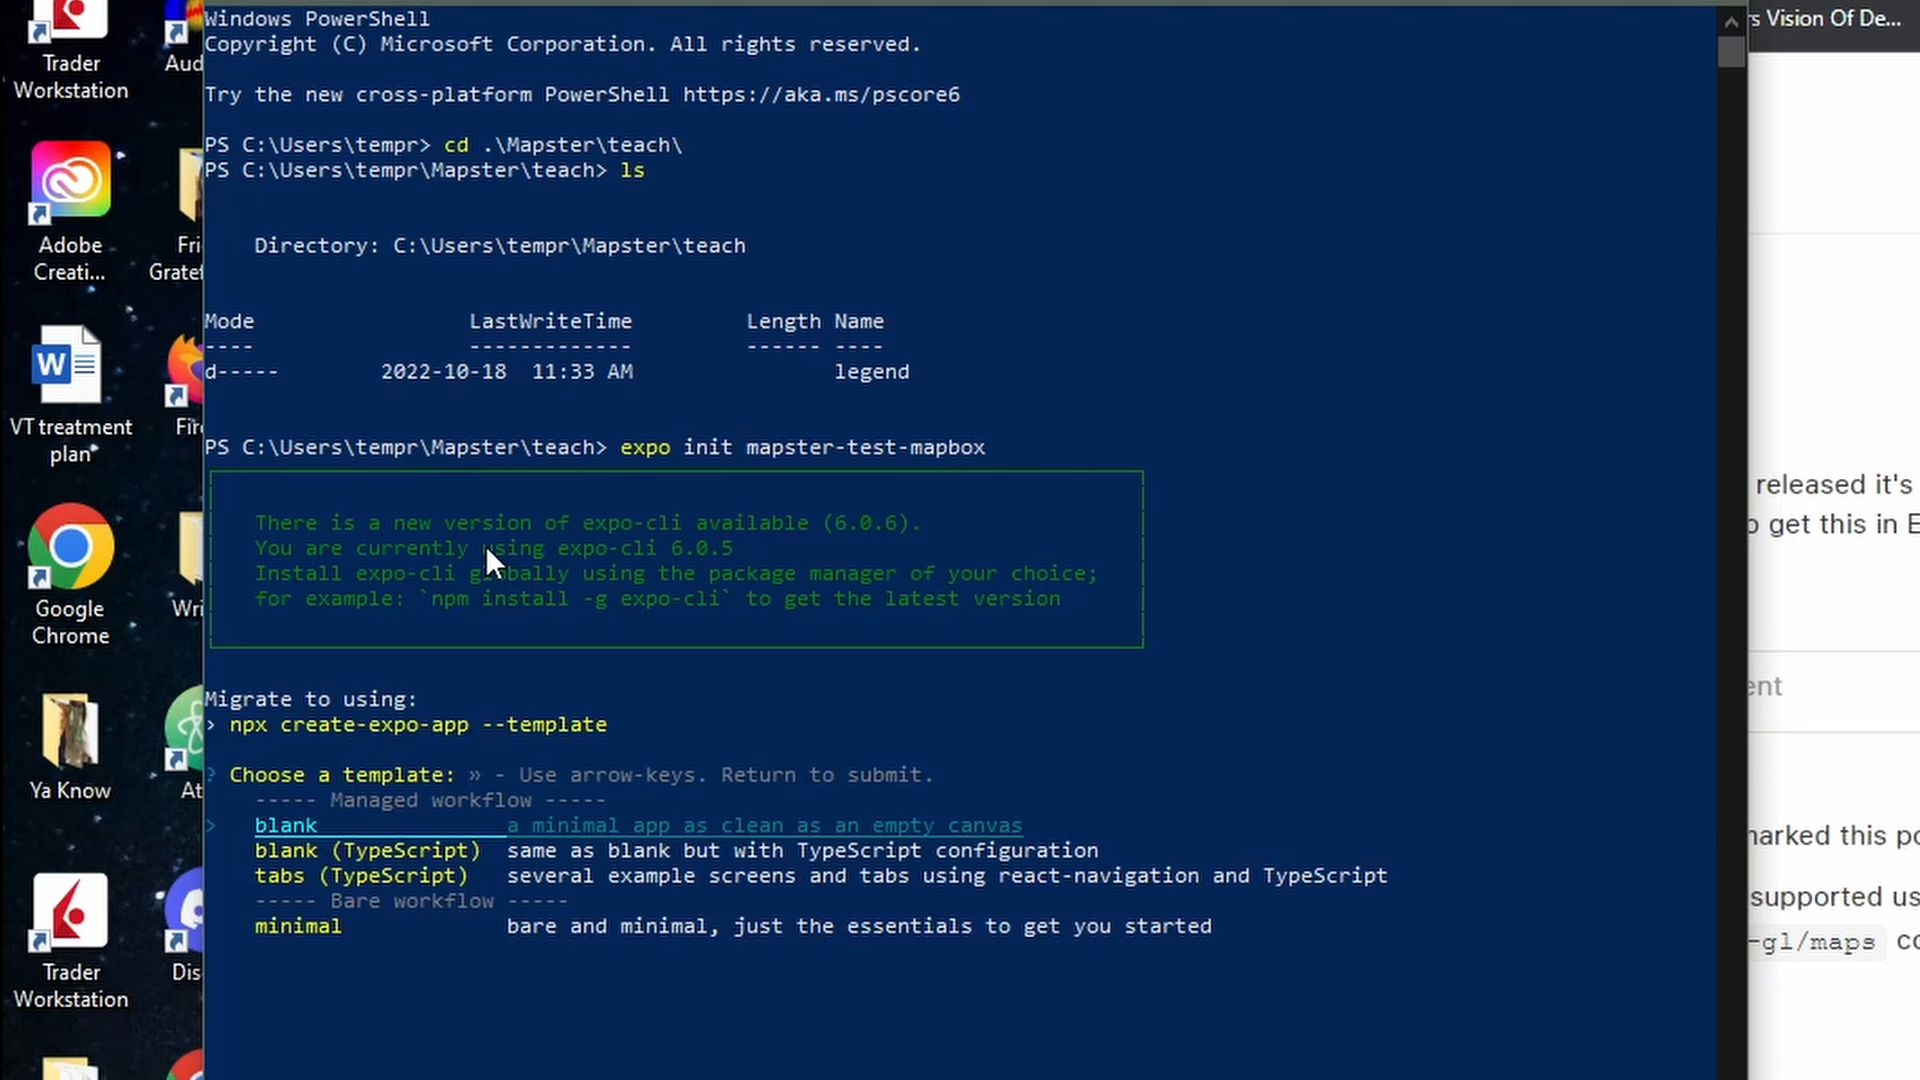 Windows PowerShell
Copyright (C) Microsoft Corporation. All rights reserved.
Try the new cross-platform PowerShell https://aka.ms/pscore6
PS C:\Users\tempr> cd .\Mapster\teach\
PS C:\Users\tempr\Mapster\teach> ls
Directory: C:\Users\tempr\Mapster\teach
Mode LastWriteTime Length Name
---- ------------- ------ ----
d----- 2022-10-18 11:33 AM legend
PS C:\Users\tempr\Mapster\teach> expo init mapster-test-mapbox
There is a new version of expo-cli available (6.0.6).
You are currently using expo-cli 6.0.5
Install expo-cli globally using the package manager of your choice;
for example: `npm install -g expo-cli` to get the latest version
Migrate to using:
› npx create-expo-app --template
? Choose a template: » - Use arrow-keys. Return to submit.
----- Managed workflow -----
> blank a minimal app as clean as an empty canvas
blank (TypeScript) same as blank but with TypeScript configuration
tabs (TypeScript) several example screens and tabs using react-navigation and TypeScript
----- Bare workflow -----
minimal bare and minimal, just the essentials to get you started
Trader
Workstation
Adobe
Creati...
VT treatment
plan
Google
Chrome
Ya Know
Trader
Workstation
Aud
Fri
Gratef
Fir
Wri
At
Dis
s Vision Of De...
released it's
o get this in E
ent
marked this po
supported us
-gl/maps co